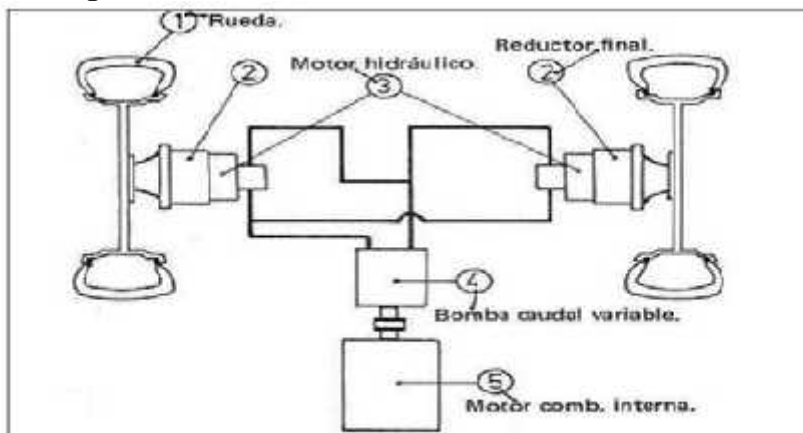 1 Rueda.
Reductor final.
2
Motor hidráulico.
2
3
4
Bomba caudal variable.
5
Motor comb. interna.